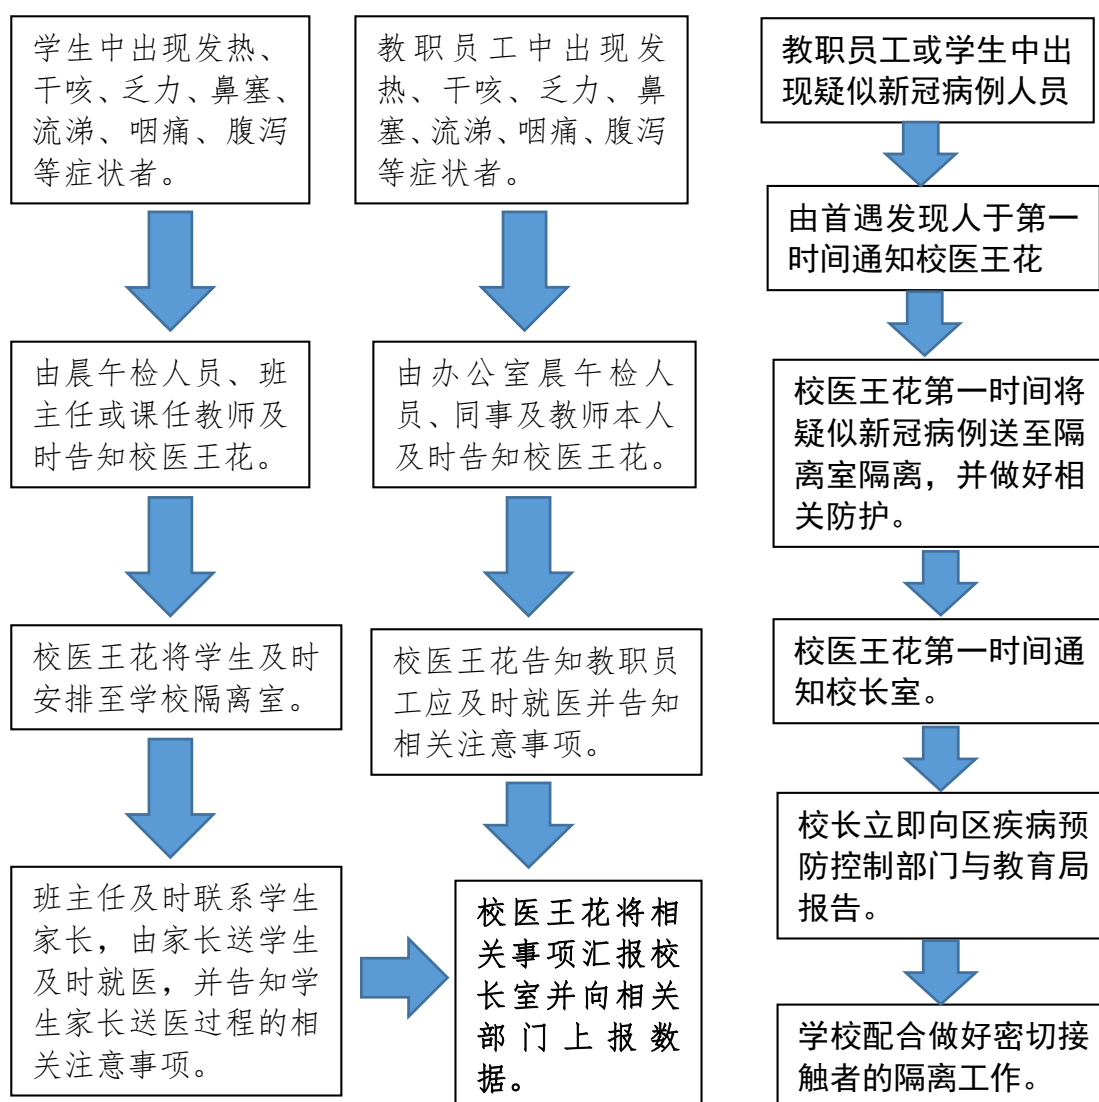 学生中出现发热、
干咳、乏力、鼻塞、
流涕、咽痛、腹泻
等症状者。
由晨午检人员、班
主任或课任教师及
时告知校医王花。
校医王花将学生及时
安排至学校隔离室。
班主任及时联系学生
家长，由家长送学生
及时就医，并告知学
生家长送医过程的相
关注意事项。
教职员工中出现发
热、干咳、乏力、鼻
塞、流涕、咽痛、腹泻
等症状者。
由办公室晨午检人
员、同事及教师本人
及时告知校医王花。
校医王花告知教职员
工应及时就医并告知
相关注意事项。
校医王花将相
关事项汇报校
长室并向相关
部门上报数
据。
教职员工或学生中出
现疑似新冠病例人员
由首遇发现人于第一
时间通知校医王花
校医王花第一时间将
疑似新冠病例送至隔
离室隔离，并做好相
关防护。
校医王花第一时间通
知校长室。
校长立即向区疾病预
防控制部门与教育局
报告。
学校配合做好密切接
触者的隔离工作。